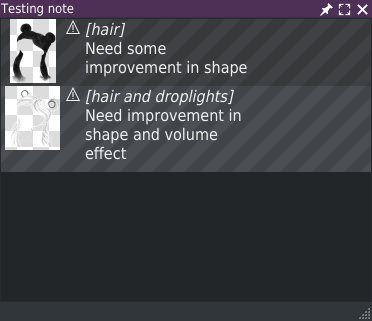 Testing note
[hair]
Need some
improvement in shape
[hair and droplights]
Need improvement in
shape and volume
effect